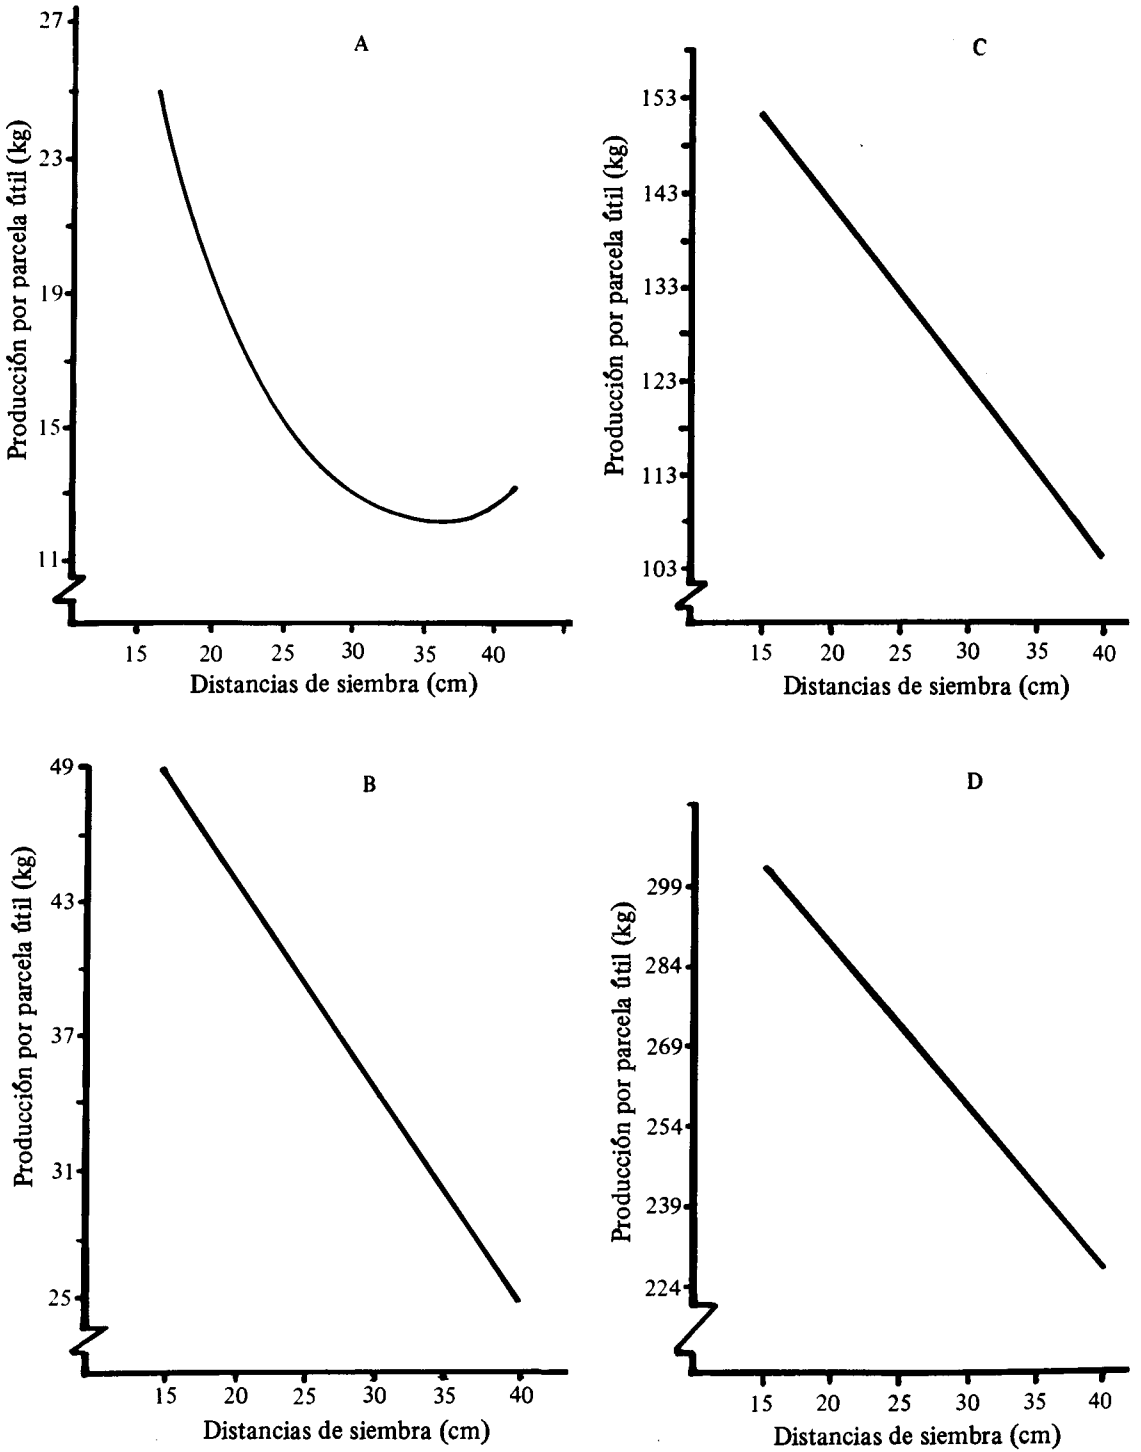 A
Producción por parcela útil (kg)
27
23
19
15
11
15 20 25 30 35 40
Distancias de siembra (cm)
C
Producción por parcela útil (kg)
153
143
133
123
113
103
15 20 25 30 35 40
Distancias de siembra (cm)
B
Producción por parcela útil (kg)
49
43
37
31
25
15 20 25 30 35 40
Distancias de siembra (cm)
D
Producción por parcela útil (kg)
299
284
269
254
239
224
15 20 25 30 35 40
Distancias de siembra (cm)